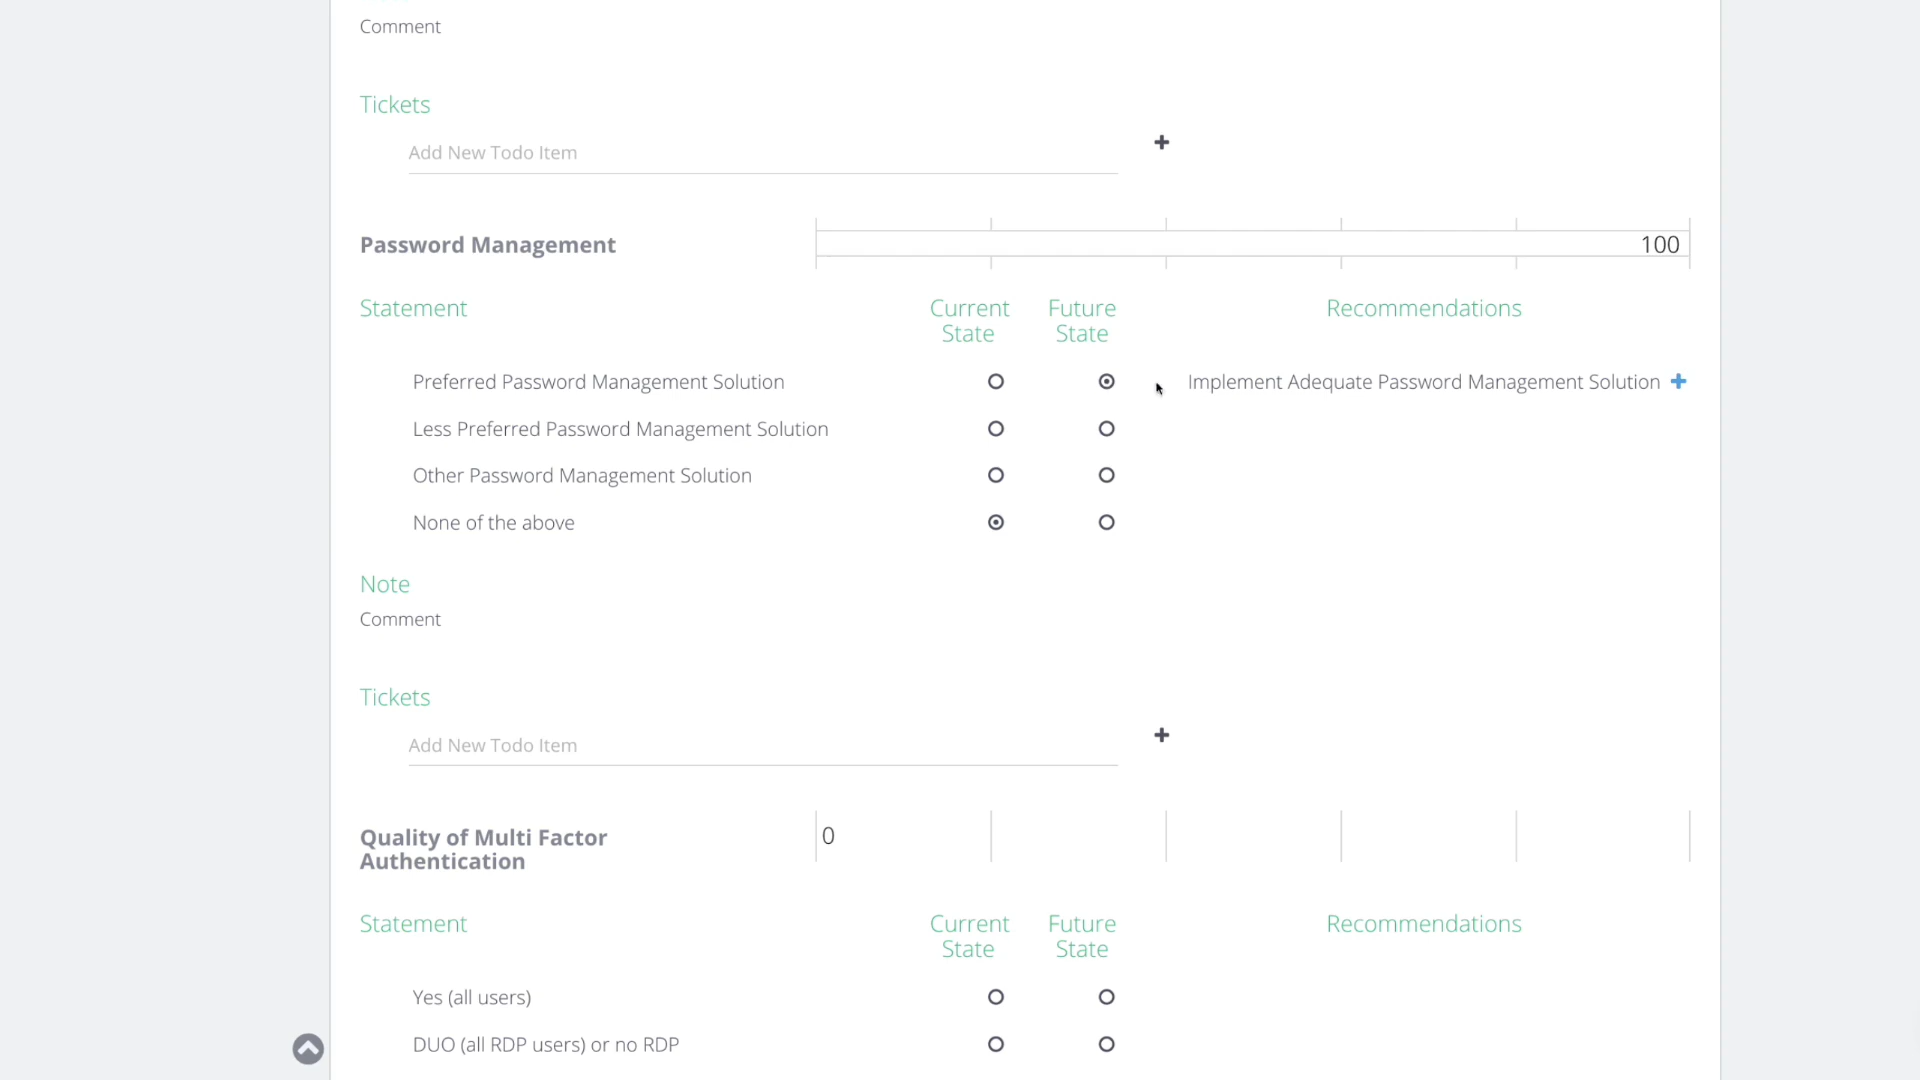 Comment
Tickets
Add New Todo Item
Password Management
100
Statement
Current State
Future State
Recommendations
Preferred Password Management Solution
Implement Adequate Password Management Solution
Less Preferred Password Management Solution
Other Password Management Solution
None of the above
Note
Comment
Tickets
Add New Todo Item
Quality of Multi Factor
Authentication
0
Statement
Current State
Future State
Recommendations
Yes (all users)
DUO (all RDP users) or no RDP